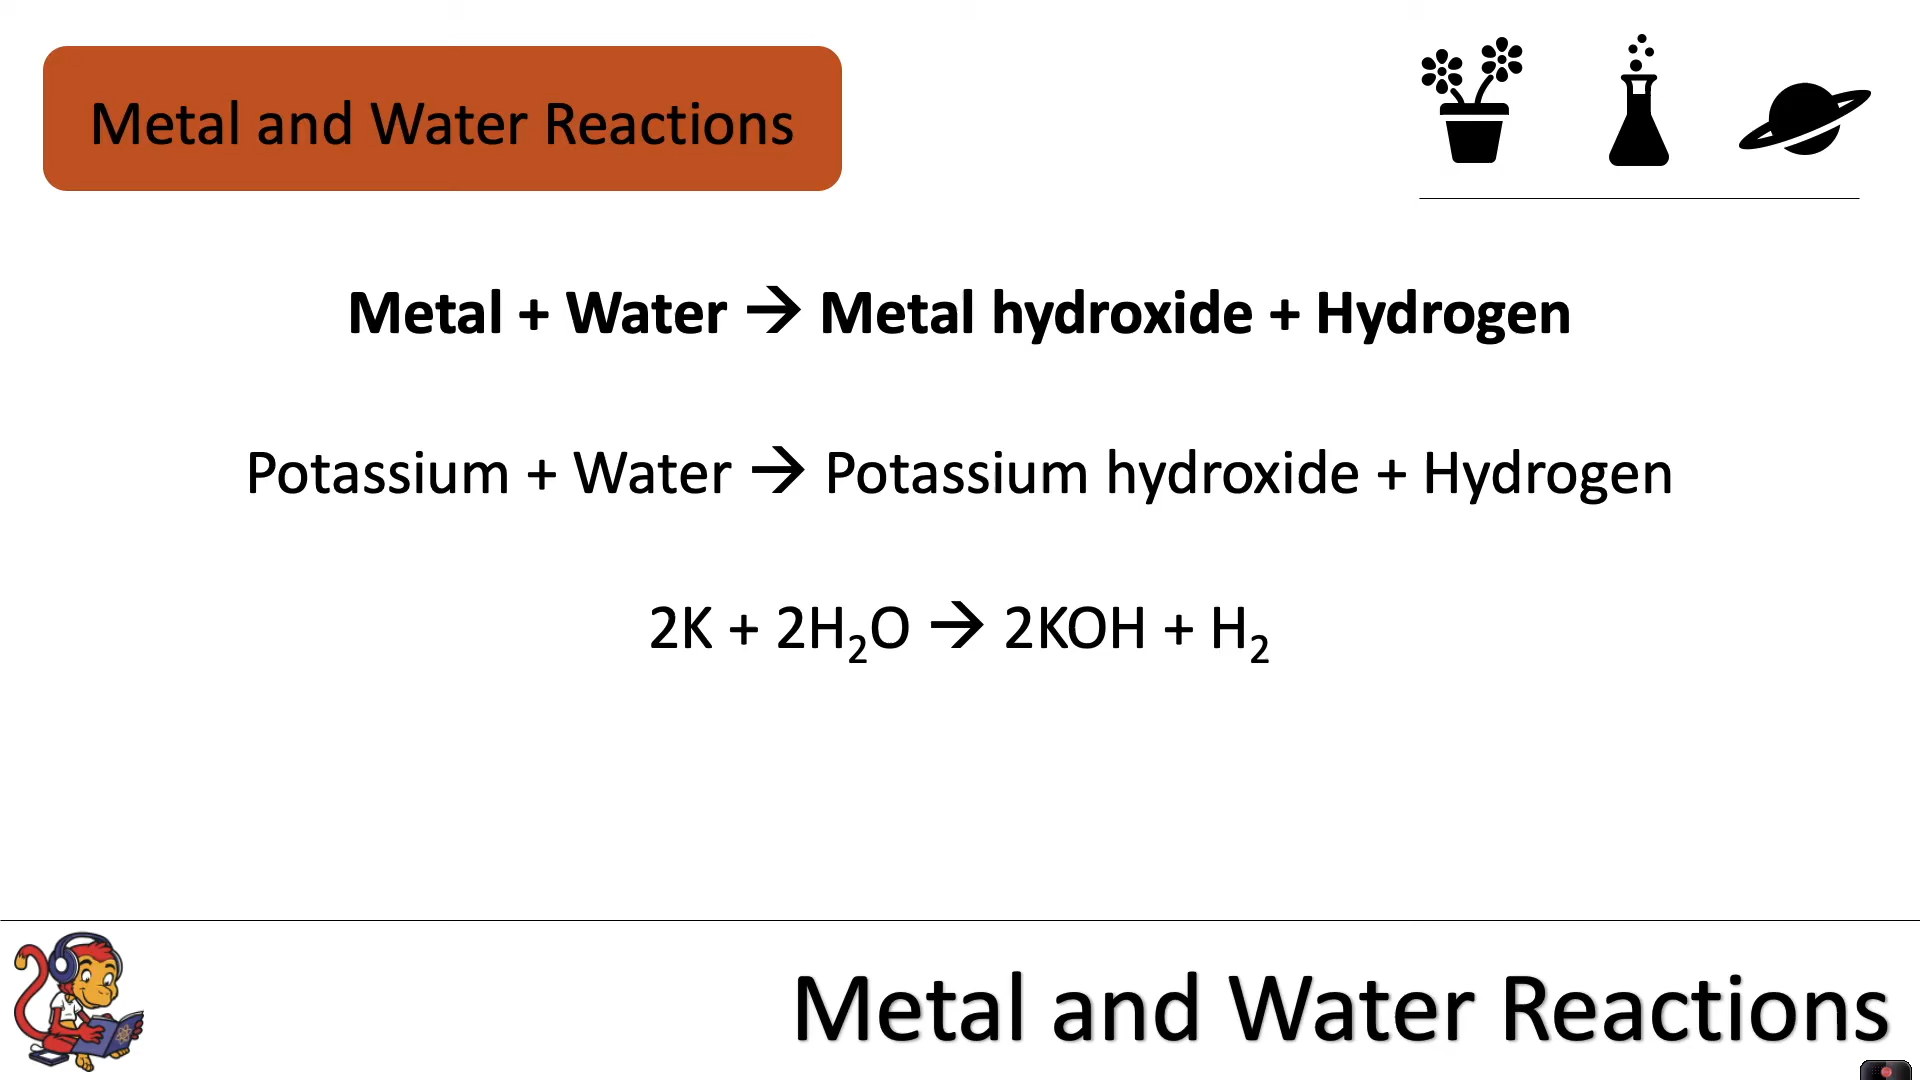 Metal and Water Reactions
Metal + Water → Metal hydroxide + Hydrogen
Potassium + Water → Potassium hydroxide + Hydrogen
2K + 2H₂O → 2KOH + H₂
Metal and Water Reactions